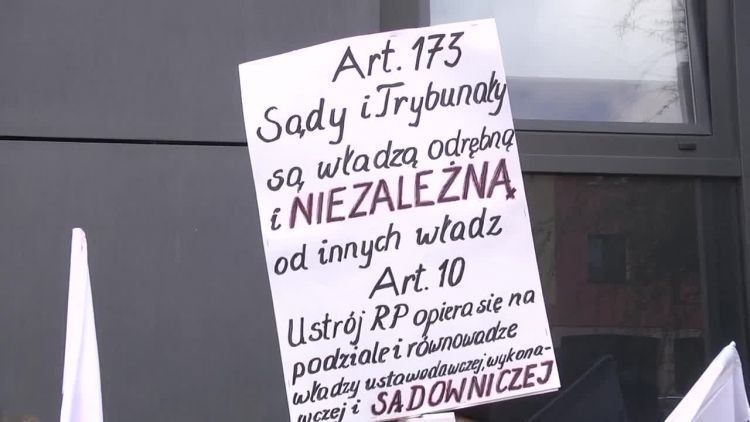 Art. 173
Sądy i Trybunały
są władzą odrębną
i NIEZALEŻNĄ
od innych władz
Art. 10
Ustrój RP opiera się na
podziale i równowadze
władzy ustawodawczej, wykona-
wczej i SĄDOWNICZEJ